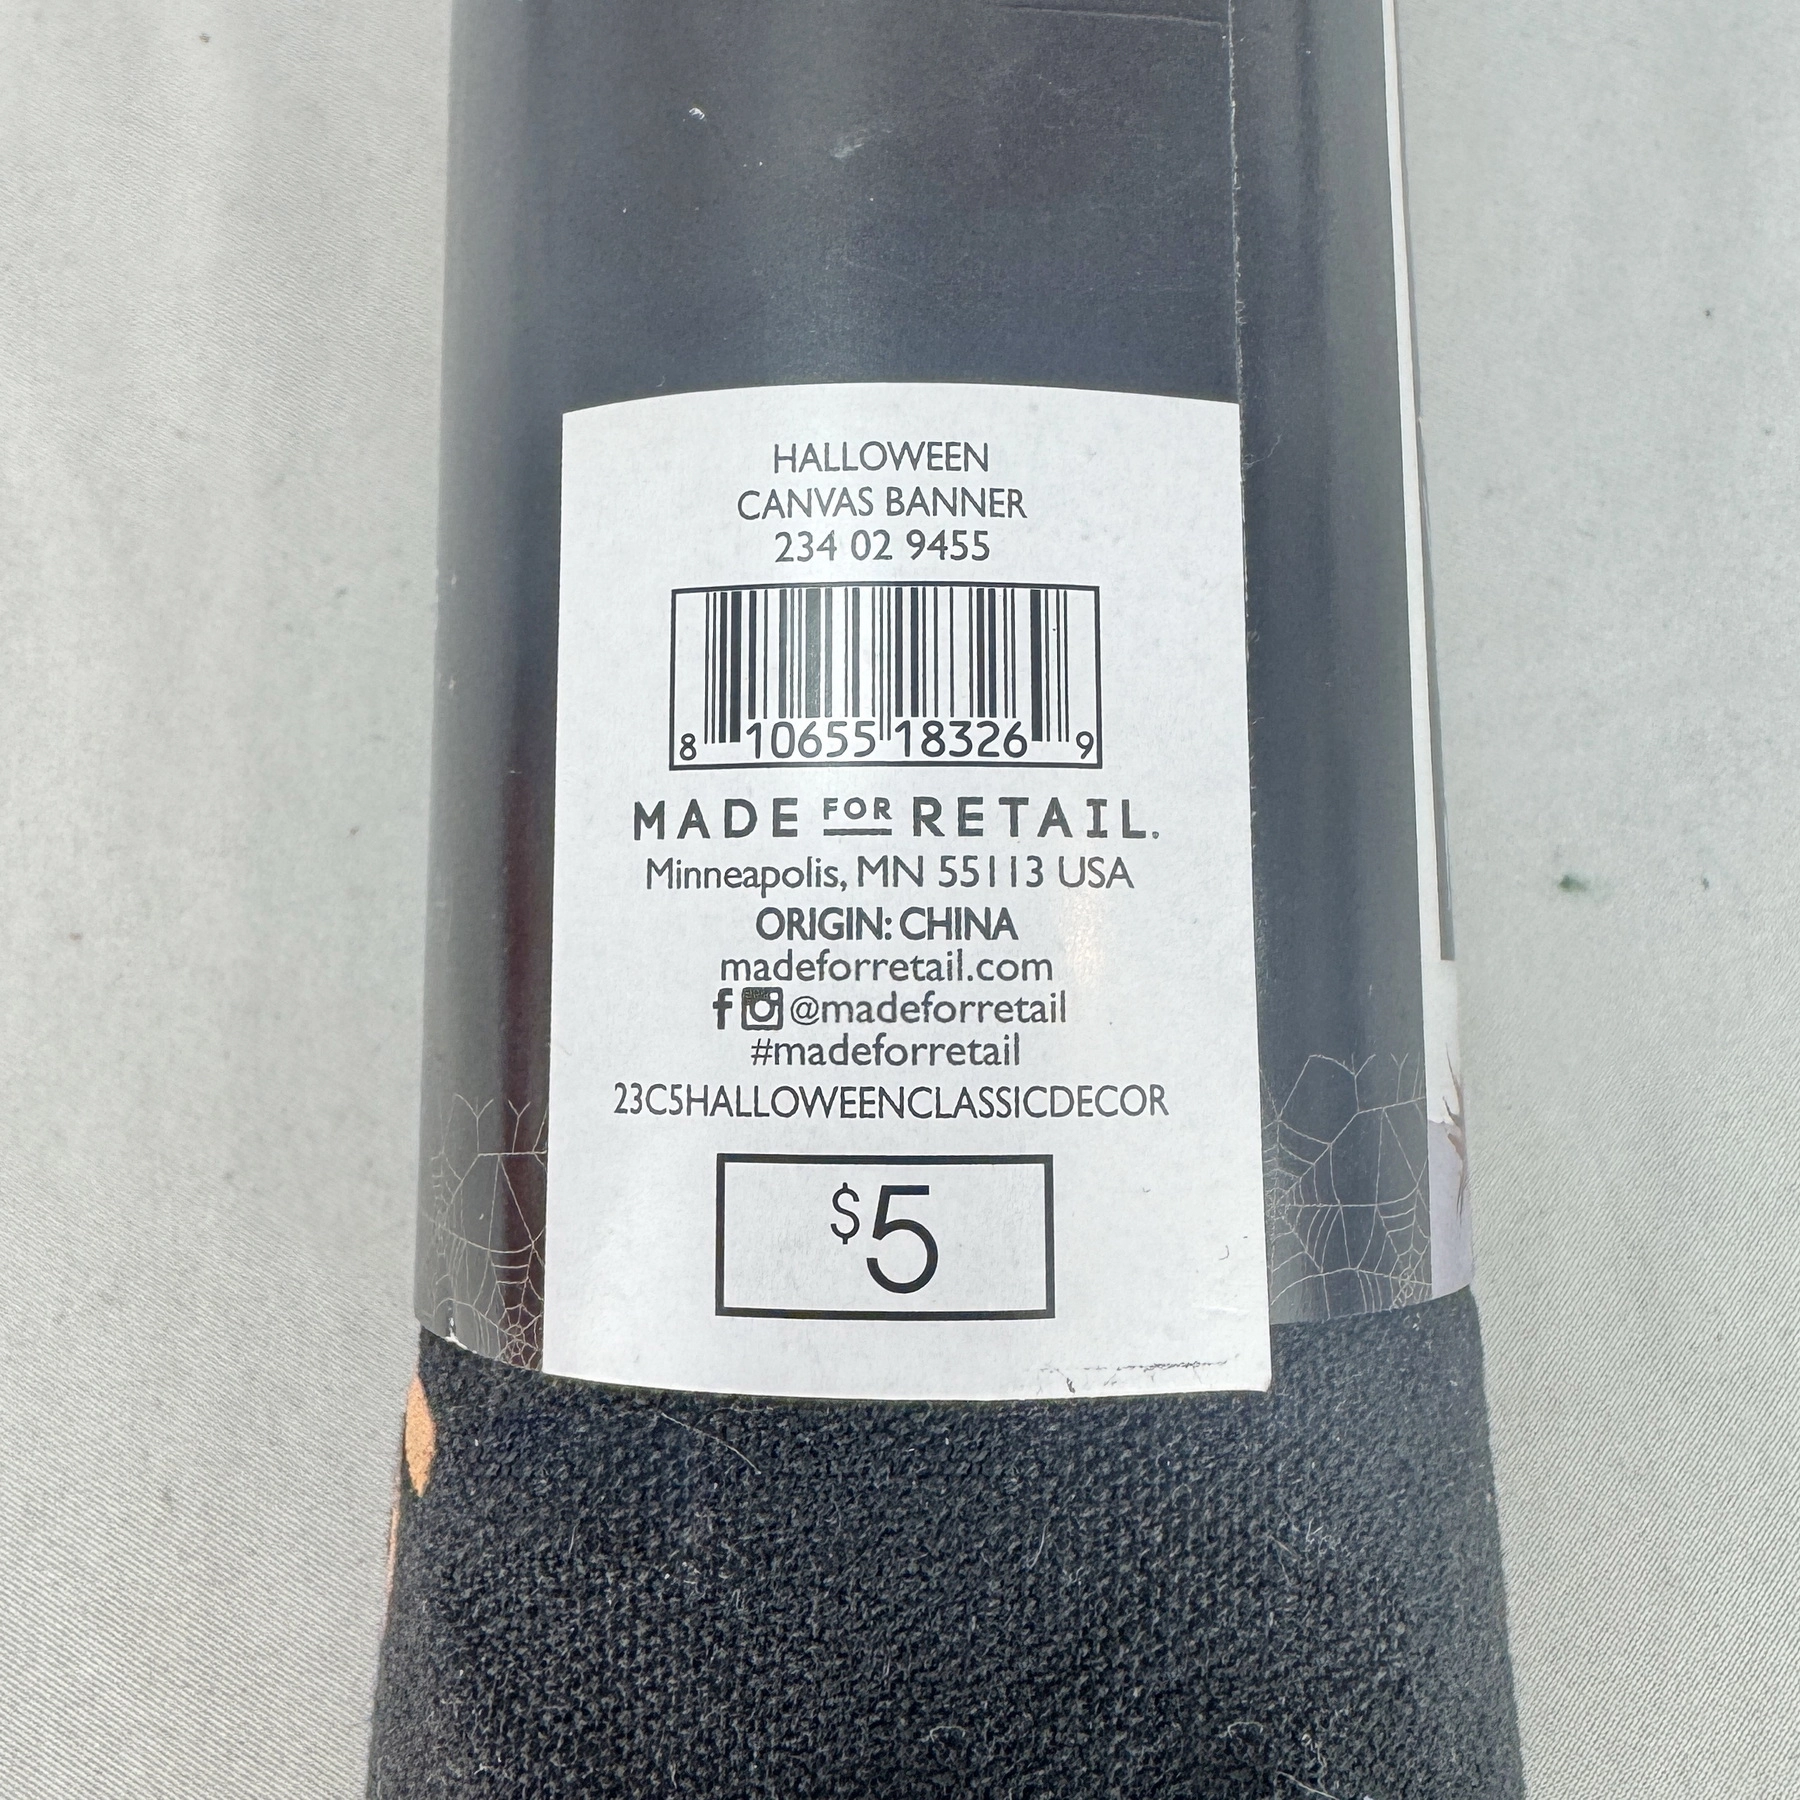 HALLOWEEN
CANVAS BANNER
234 02 9455
8 10655 18326 9
MADE FOR RETAIL.
Minneapolis, MN 55113 USA
ORIGIN: CHINA
madeforretail.com
f @madeforretail
#madeforretail
23C5HALLOWEENCLASSICDECOR
$5